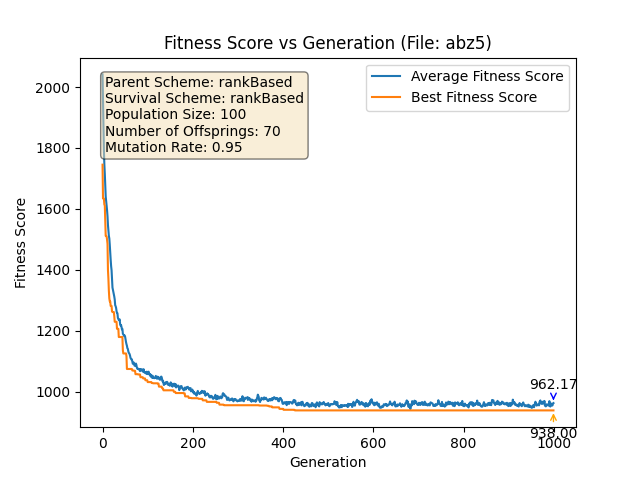 Fitness Score vs Generation (File: abz5)
Parent Scheme: rankBased
Survival Scheme: rankBased
Population Size: 100
Number of Offsprings: 70
Mutation Rate: 0.95
Average Fitness Score
Best Fitness Score
Fitness Score
2000
1800
1600
1400
1200
1000
962.17
938.00
0
200
400
600
800
1000
Generation